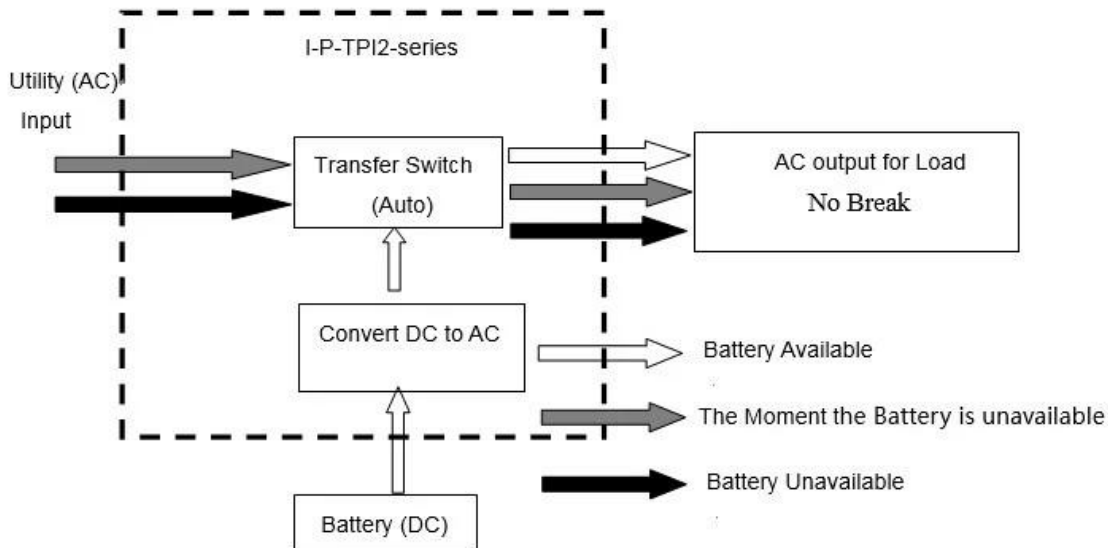 I-P-TPI2-series
Utility (AC)
Input
Transfer Switch
(Auto)
AC output for Load
No Break
Convert DC to AC
Battery Available
The Moment the Battery is unavailable
Battery Unavailable
Battery (DC)